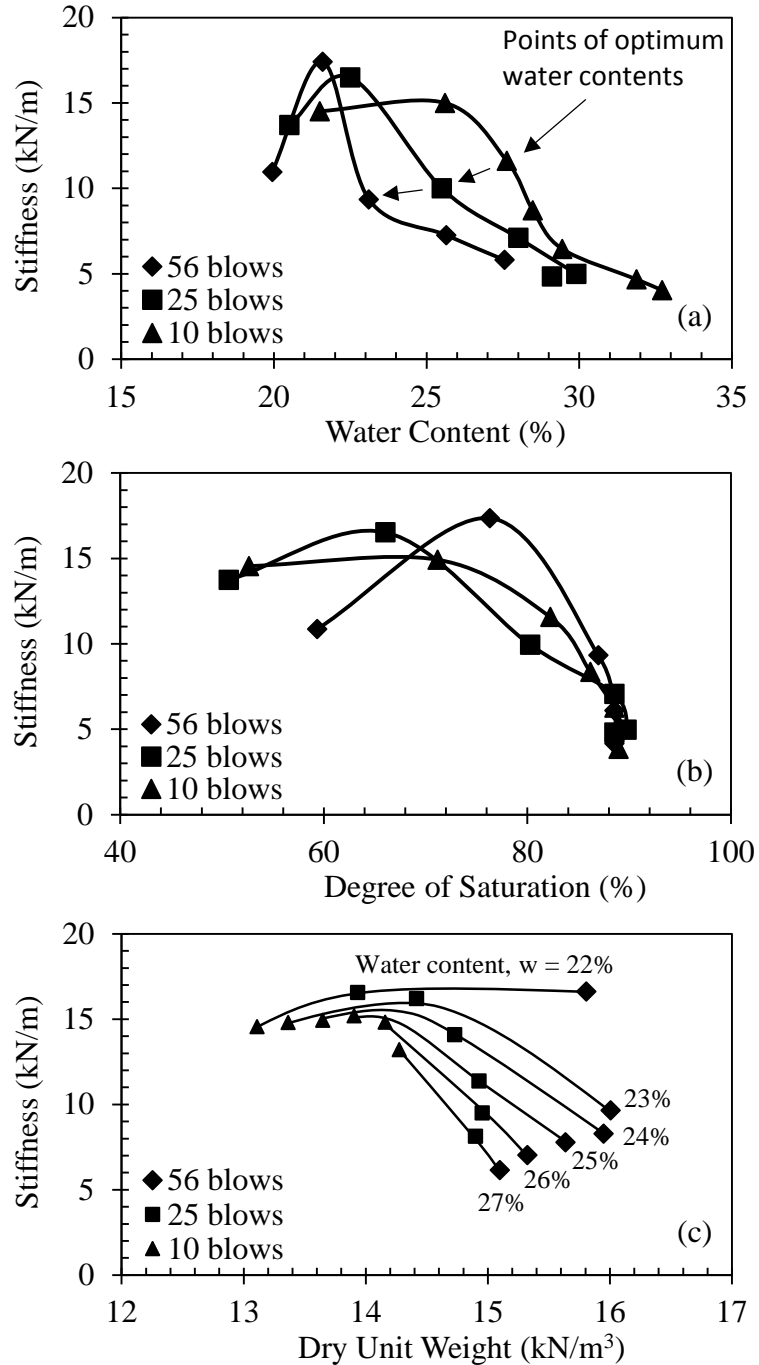 20
15
10
5
0
Stiffness (kN/m)
Points of optimum
water contents
56 blows
25 blows
10 blows
(a)
15 20 25 30 35
Water Content (%)
20
15
10
5
0
Stiffness (kN/m)
56 blows
25 blows
10 blows
(b)
40 60 80 100
Degree of Saturation (%)
20
15
10
5
0
Stiffness (kN/m)
Water content, w = 22%
23%
24%
25%
26%
27%
56 blows
25 blows
10 blows
(c)
12 13 14 15 16 17
Dry Unit Weight (kN/m³)